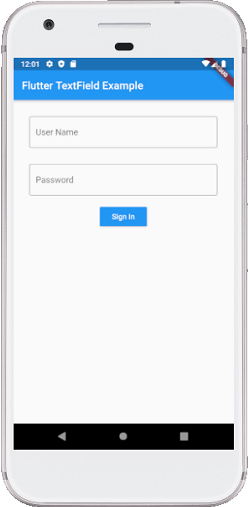 12:01
Flutter TextField Example
User Name
Password
Sign In